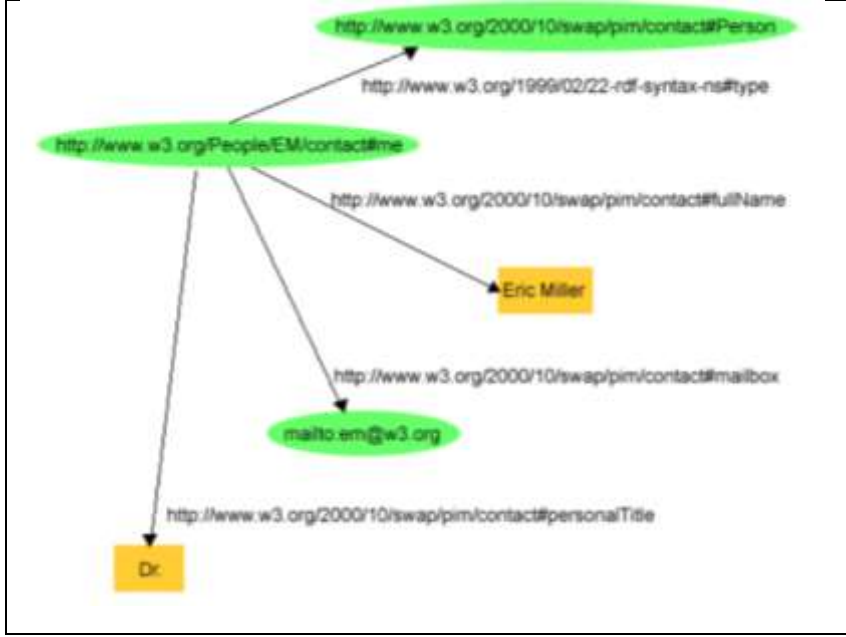 http://www.w3.org/2000/10/swap/pim/contact#Person
http://www.w3.org/1999/02/22-rdf-syntax-ns#type
http://www.w3.org/People/EM/contact#me
http://www.w3.org/2000/10/swap/pim/contact#fullName
Eric Miller
http://www.w3.org/2000/10/swap/pim/contact#mailbox
mailto:em@w3.org
http://www.w3.org/2000/10/swap/pim/contact#personalTitle
Dr.